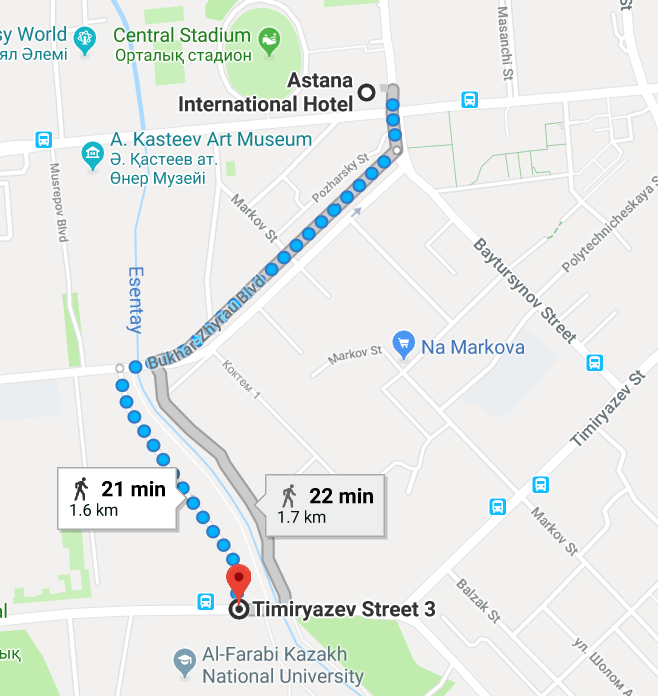 Central Stadium
Орталық стадион
Masanchi St
Astana
International Hotel
A. Kasteev Art Museum
Ә. Қастеев ат.
Өнер Музейі
Musrepov Blvd
Pozharsky St
Markov St
Polytechnicheskaya S
Esentay
Baytursynov Street
Bukhar-Zhyrau Blvd
Markov St
Na Markova
Коктем 1
Timiryazev St
21 min
1.6 km
22 min
1.7 km
Markov St
Balzak St
Timiryazev Street 3
ул. Шолом А
Al-Farabi Kazakh
National University
St
sy World
ял Әлемі
al
ық